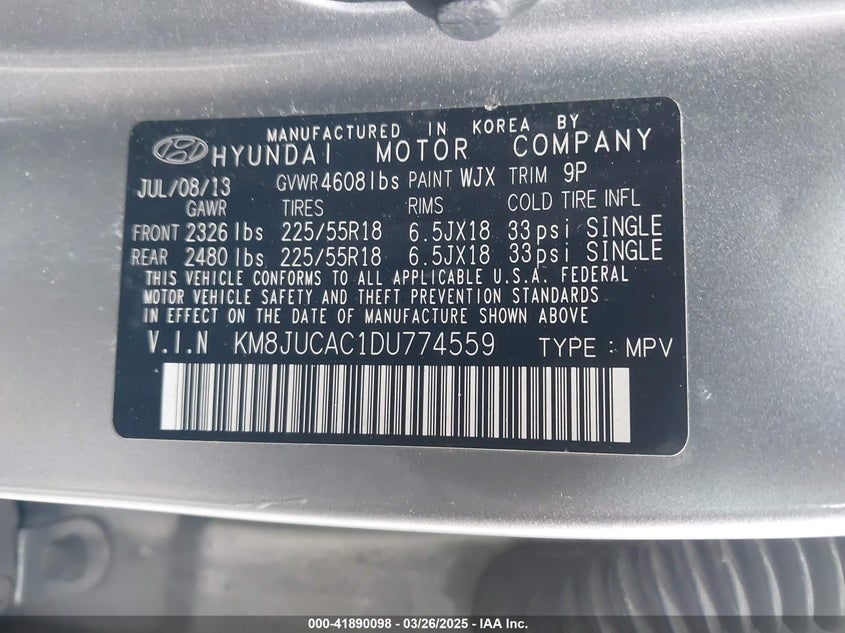 MANUFACTURED IN KOREA BY
HYUNDAI MOTOR COMPANY
JUL/08/13 GVWR 4608lbs PAINT WJX TRIM 9P
GAWR TIRES RIMS COLD TIRE INFL
FRONT 2326 lbs 225/55R18 6.5JX18 33psi SINGLE
REAR 2480 lbs 225/55R18 6.5JX18 33psi SINGLE
THIS VEHICLE CONFORMS TO ALL APPLICABLE U.S.A. FEDERAL
MOTOR VEHICLE SAFETY AND THEFT PREVENTION STANDARDS
IN EFFECT ON THE DATE OF MANUFACTURE SHOWN ABOVE
V.I.N KM8JUCAC1DU774559 TYPE : MPV
000-41890098 - 03/26/2025 - IAA Inc.